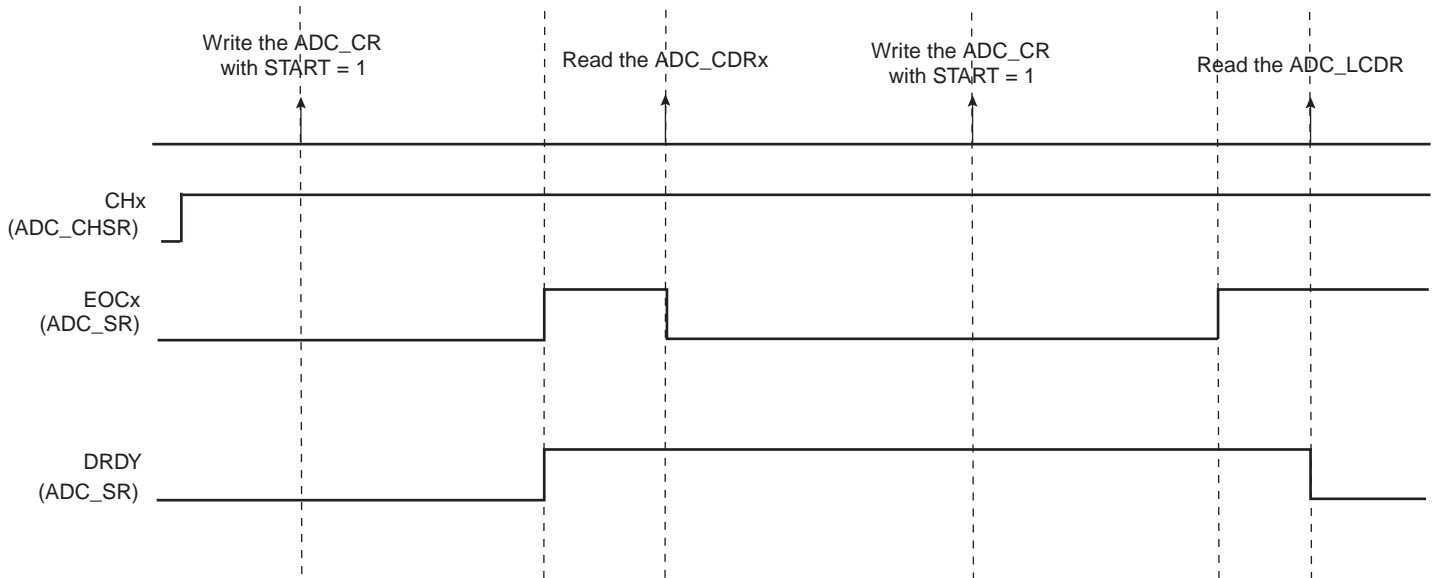 Write the ADC_CR
with START = 1
Read the ADC_CDRx
Write the ADC_CR
with START = 1
Read the ADC_LCDR
CHx
(ADC_CHSR)
EOCx
(ADC_SR)
DRDY
(ADC_SR)